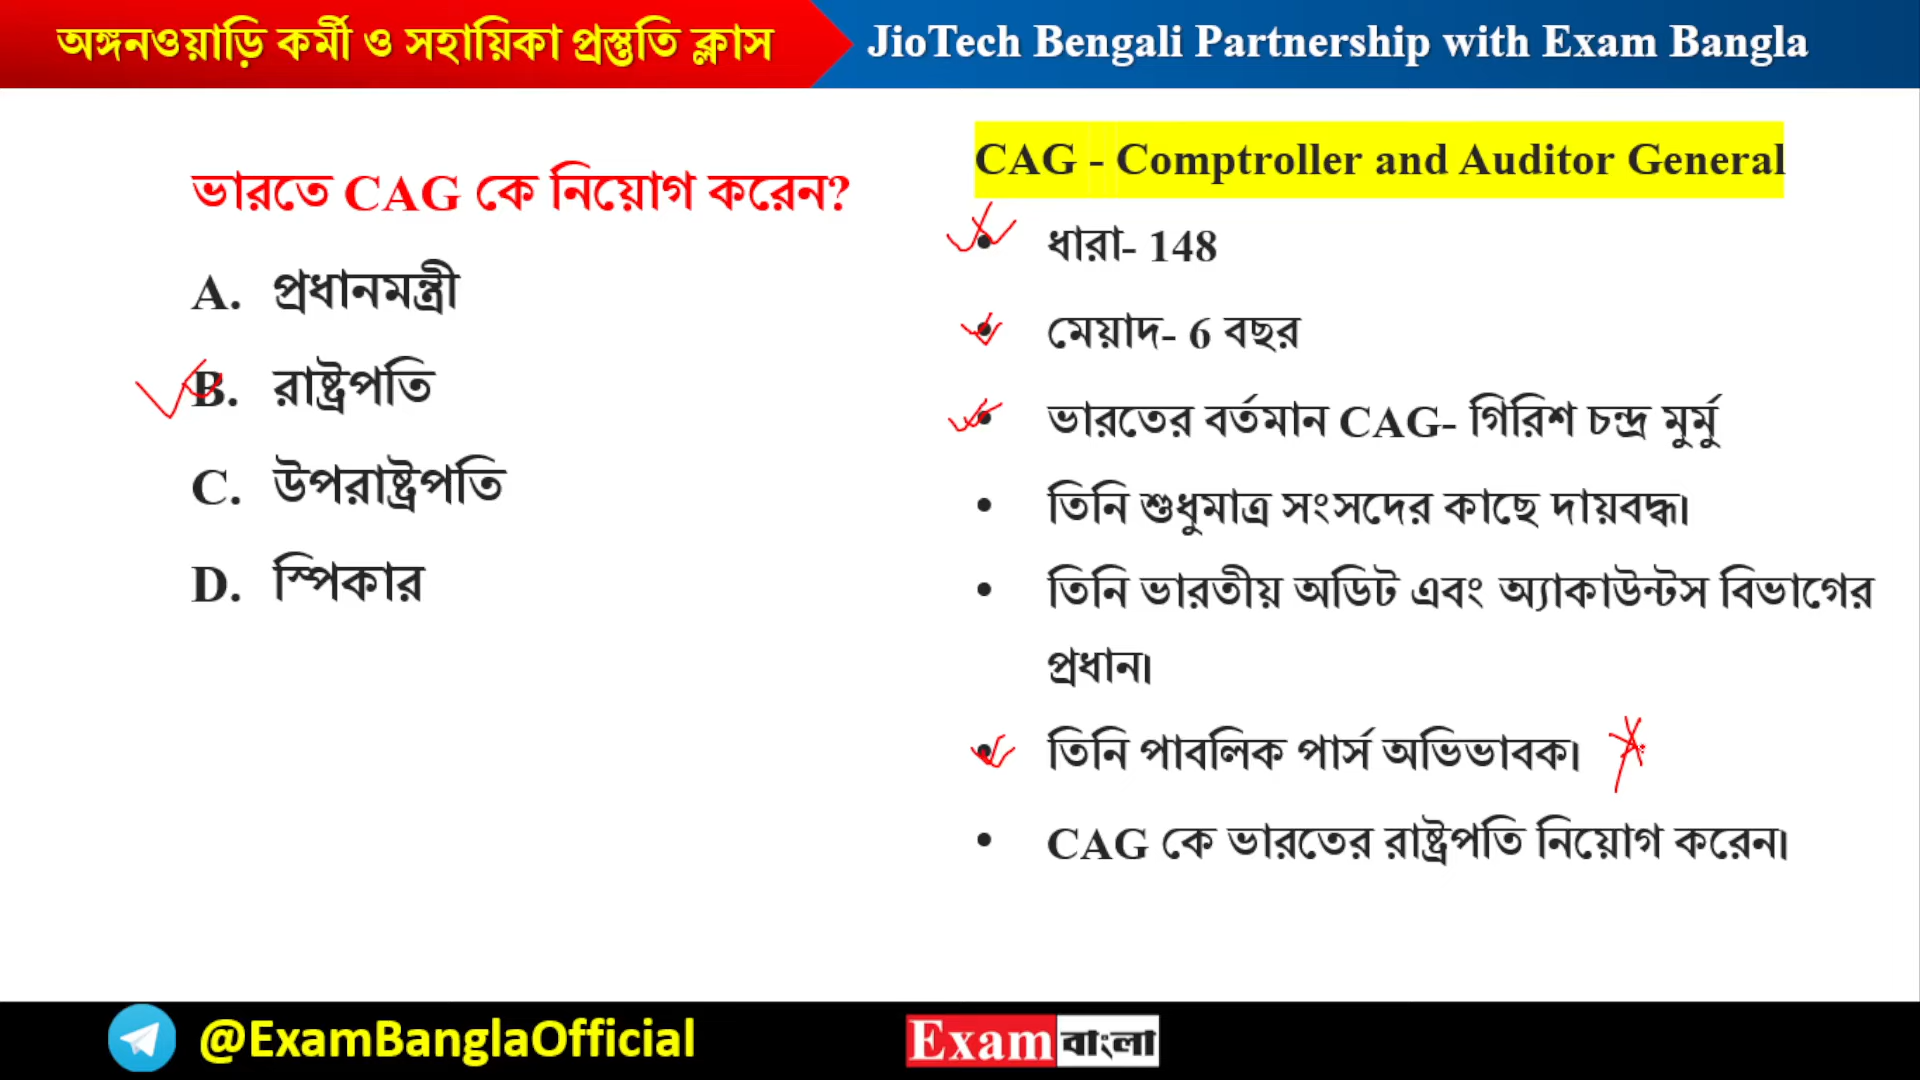 অঙ্গনওয়াড়ি কর্মী ও সহায়িকা প্রস্তুতি ক্লাস
JioTech Bengali Partnership with Exam Bangla
ভারতে CAG কে নিয়োগ করেন?
A. প্রধানমন্ত্রী
B. রাষ্ট্রপতি
C. উপরাষ্ট্রপতি
D. স্পিকার
CAG - Comptroller and Auditor General
• ধারা- 148
• মেয়াদ- 6 বছর
• ভারতের বর্তমান CAG- গিরিশ চন্দ্র মুর্মু
• তিনি শুধুমাত্র সংসদের কাছে দায়বদ্ধ।
• তিনি ভারতীয় অডিট এবং অ্যাকাউন্টস বিভাগের
প্রধান।
• তিনি পাবলিক পার্স অভিভাবক।
• CAG কে ভারতের রাষ্ট্রপতি নিয়োগ করেন।
@ExamBanglaOfficial
Exam বাংলা